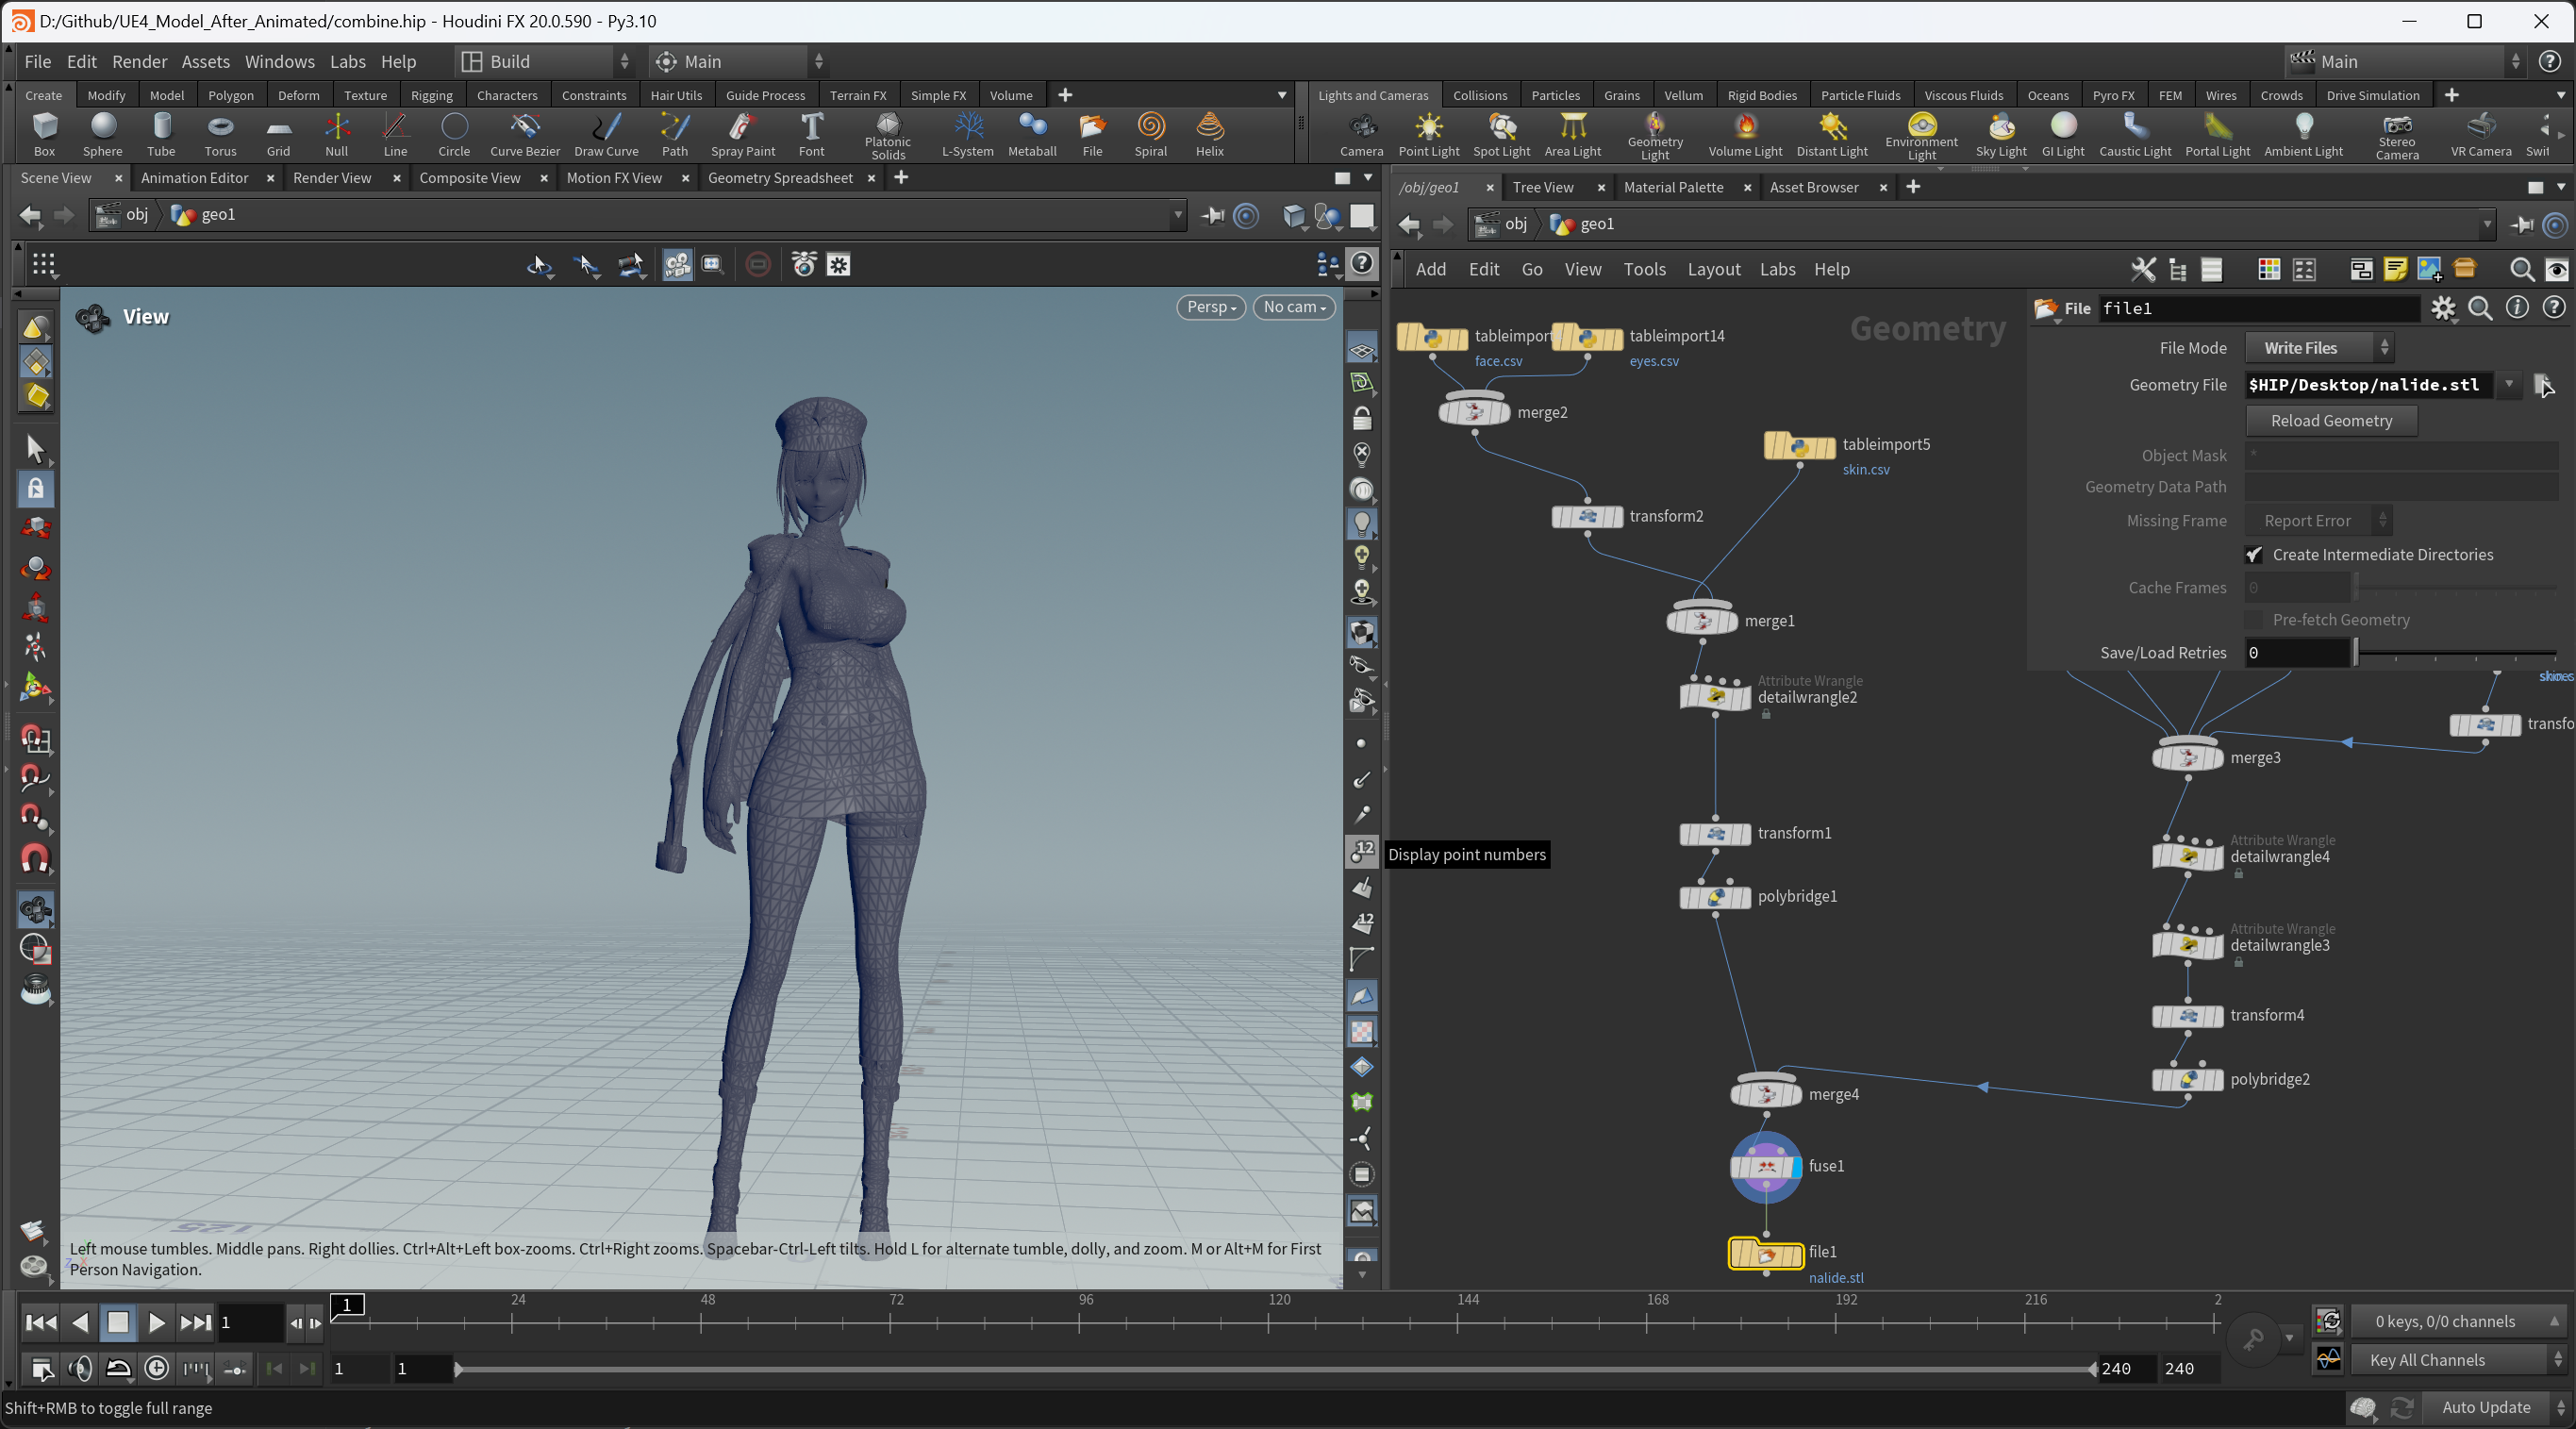 D:/Github/UE4_Model_After_Animated/combine.hip - Houdini FX 20.0.590 - Py3.10
File Edit Render Assets Windows Labs Help Build Main Main
Create Modify Model Polygon Deform Texture Rigging Characters Constraints Hair Utils Guide Process Terrain FX Simple FX Volume
Lights and Cameras Collisions Particles Grains Vellum Rigid Bodies Particle Fluids Viscous Fluids Oceans Pyro FX FEM Wires Crowds Drive Simulation
Box Sphere Tube Torus Grid Null Line Circle Curve Bezier Draw Curve Path Spray Paint Font Platonic Solids L-System Metaball File Spiral Helix
Camera Point Light Spot Light Area Light Geometry Light Volume Light Distant Light Environment Light Sky Light GI Light Caustic Light Portal Light Ambient Light Stereo Camera VR Camera Swit
Scene View Animation Editor Render View Composite View Motion FX View Geometry Spreadsheet
/obj/geo1 Tree View Material Palette Asset Browser
obj geo1
obj geo1
Add Edit Go View Tools Layout Labs Help
View
Persp No cam
Geometry
File file1
File Mode Write Files
Geometry File $HIP/Desktop/nalide.stl
Reload Geometry
Object Mask *
Geometry Data Path
Missing Frame Report Error
Create Intermediate Directories
Cache Frames 0
Pre-fetch Geometry
Save/Load Retries 0
tableimport
face.csv
tableimport14
eyes.csv
merge2
tableimport5
skin.csv
transform2
merge1
Attribute Wrangle
detailwrangle2
transfo
merge3
transform1
Attribute Wrangle
detailwrangle4
polybridge1
Attribute Wrangle
detailwrangle3
transform4
polybridge2
merge4
fuse1
file1
nalide.stl
12
Display point numbers
12
125
Left mouse tumbles. Middle pans. Right dollies. Ctrl+Alt+Left box-zooms. Ctrl+Right zooms. Spacebar-Ctrl-Left tilts. Hold L for alternate tumble, dolly, and zoom. M or Alt+M for First
Person Navigation.
1 1 24 48 72 96 120 144 168 192 216 2
0 keys, 0/0 channels
1 1 240 240
Key All Channels
Shift+RMB to toggle full range
Auto Update